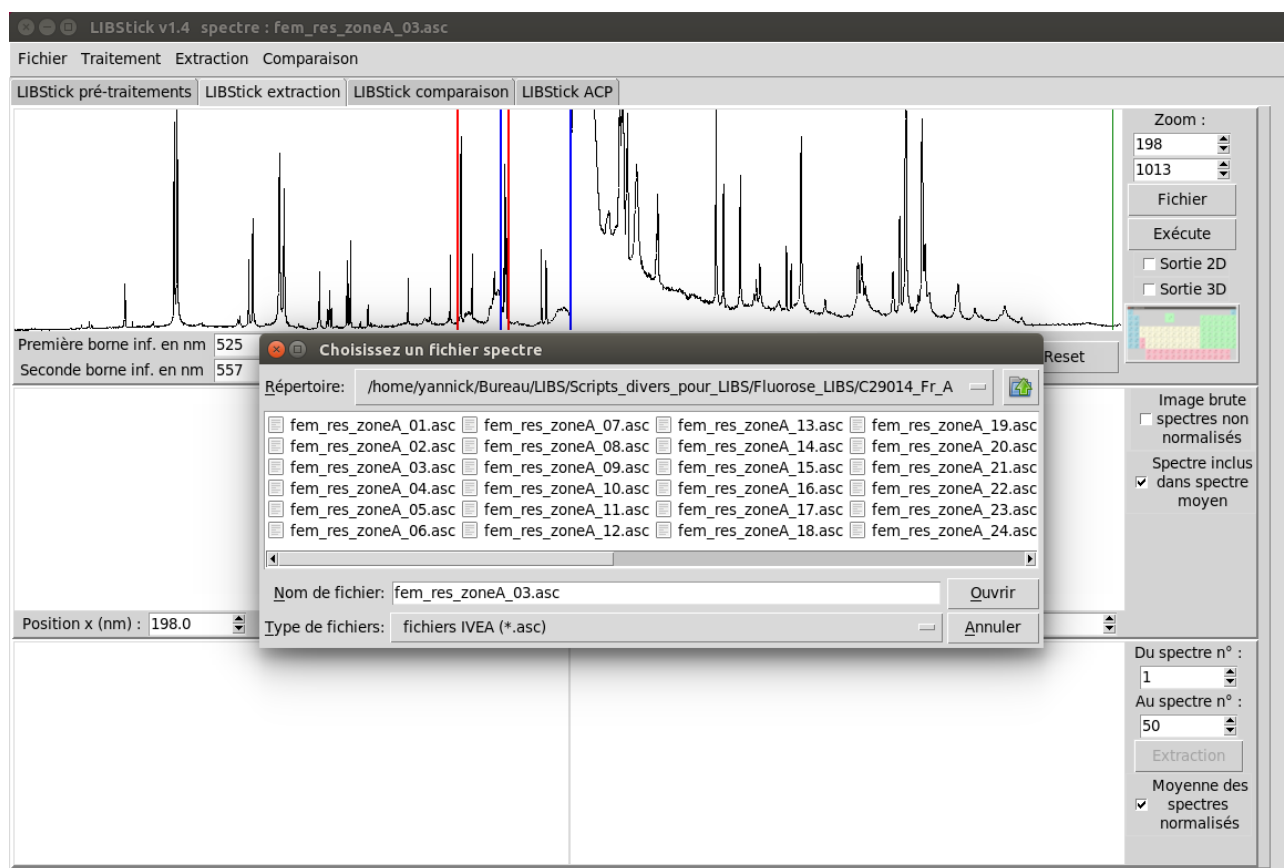 LIBStick v1.4 spectre : fem_res_zoneA_03.asc
Fichier Traitement Extraction Comparaison
LIBStick pré-traitements LIBStick extraction LIBStick comparaison LIBStick ACP
Zoom :
198
1013
Fichier
Exécute
Sortie 2D
Sortie 3D
Première borne inf. en nm 525
Seconde borne inf. en nm 557
Reset
Choisissez un fichier spectre
Répertoire: /home/yannick/Bureau/LIBS/Scripts_divers_pour_LIBS/Fluorose_LIBS/C29014_Fr_A
fem_res_zoneA_01.asc fem_res_zoneA_07.asc fem_res_zoneA_13.asc fem_res_zoneA_19.asc
fem_res_zoneA_02.asc fem_res_zoneA_08.asc fem_res_zoneA_14.asc fem_res_zoneA_20.asc
fem_res_zoneA_03.asc fem_res_zoneA_09.asc fem_res_zoneA_15.asc fem_res_zoneA_21.asc
fem_res_zoneA_04.asc fem_res_zoneA_10.asc fem_res_zoneA_16.asc fem_res_zoneA_22.asc
fem_res_zoneA_05.asc fem_res_zoneA_11.asc fem_res_zoneA_17.asc fem_res_zoneA_23.asc
fem_res_zoneA_06.asc fem_res_zoneA_12.asc fem_res_zoneA_18.asc fem_res_zoneA_24.asc
Nom de fichier: fem_res_zoneA_03.asc Ouvrir
Type de fichiers: fichiers IVEA (*.asc) Annuler
Image brute
spectres non
normalisés
Spectre inclus
dans spectre
moyen
Position x (nm) : 198.0
Du spectre n° :
1
Au spectre n° :
50
Extraction
Moyenne des
spectres
normalisés